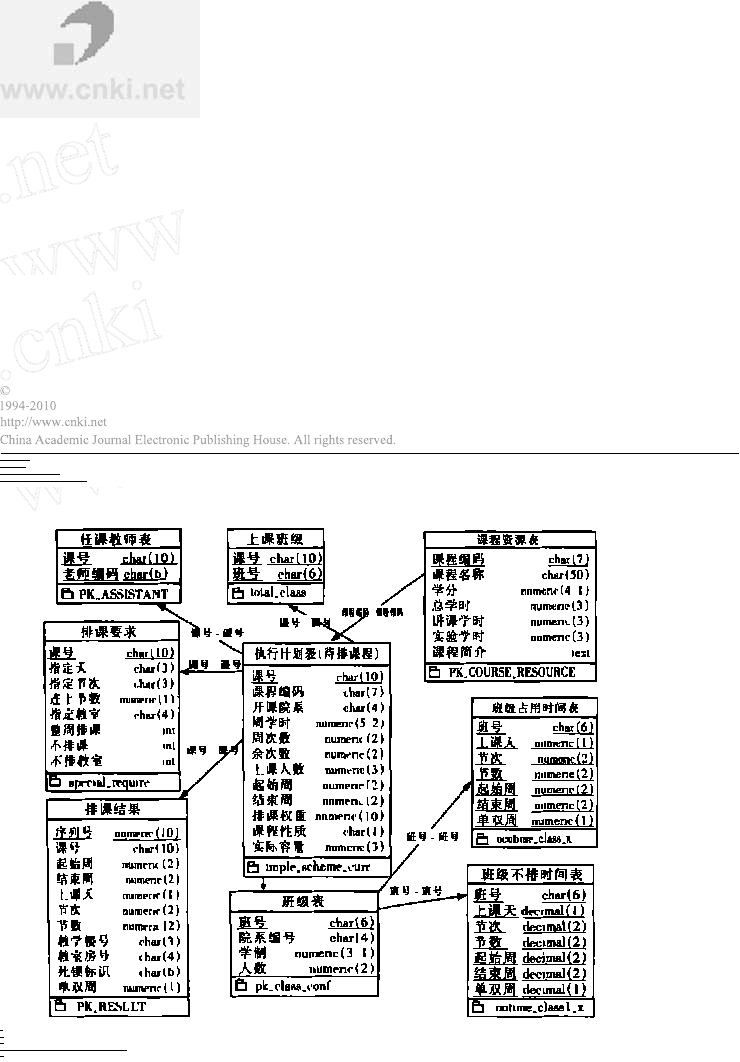 www.cnki.net
.net
www
.cnki
©
1994-2010
http://www.cnki.net
China Academic Journal Electronic Publishing House. All rights reserved.
任课教师表
课号 char(10)
老师编码 char(6)
PK_ASSISTANT
上课班级
课号 char(10)
班号 char(6)
total_class
课程资源表
课程编码 char(7)
课程名称 char(50)
学分 numeric(4 1)
总学时 numeric(3)
讲课学时 numeric(3)
实验学时 numeric(3)
课程简介 text
PK_COURSE_RESOURCE
课号 - 课号
课号 课号
课号 课号
课号 课号
排课要求
课号 char(10)
指定天 char(3)
指定节次 char(3)
连上节数 numeric(1)
指定教室 char(4)
整周排课 int
不排课 int
不排教室 int
special_require
执行计划表(待排课程)
课号 char(10)
课程编码 char(7)
开课院系 char(4)
周学时 numeric(5 2)
周次数 numeric(2)
余次数 numeric(2)
上课人数 numeric(3)
起始周 numeric(2)
结束周 numeric(2)
排课权重 numeric(10)
课程性质 char(1)
实际容量 numeric(3)
imple_scheme_curr
班级占用时间表
班号 char(6)
上课天 numeric(1)
节次 numeric(2)
节数 numeric(2)
起始周 numeric(2)
结束周 numeric(2)
单双周 numeric(1)
排课结果
序列号 numeric(10)
课号 char(10)
起始周 numeric(2)
结束周 numeric(2)
上课天 numeric(1)
节次 numeric(2)
节数 numeric(2)
教学楼号 char(3)
教室房号 char(4)
死锁标识 char(6)
单双周 numeric(1)
PK_RESULT
班号 - 班号
班号 - 班号
班级表
班号 char(6)
院系编号 char(4)
学制 numeric(3 1)
人数 numeric(2)
pk_class_conf
班级不排时间表
班号 char(6)
上课天 decimal(1)
节次 decimal(2)
节数 decimal(2)
起始周 decimal(2)
结束周 decimal(2)
单双周 decimal(1)